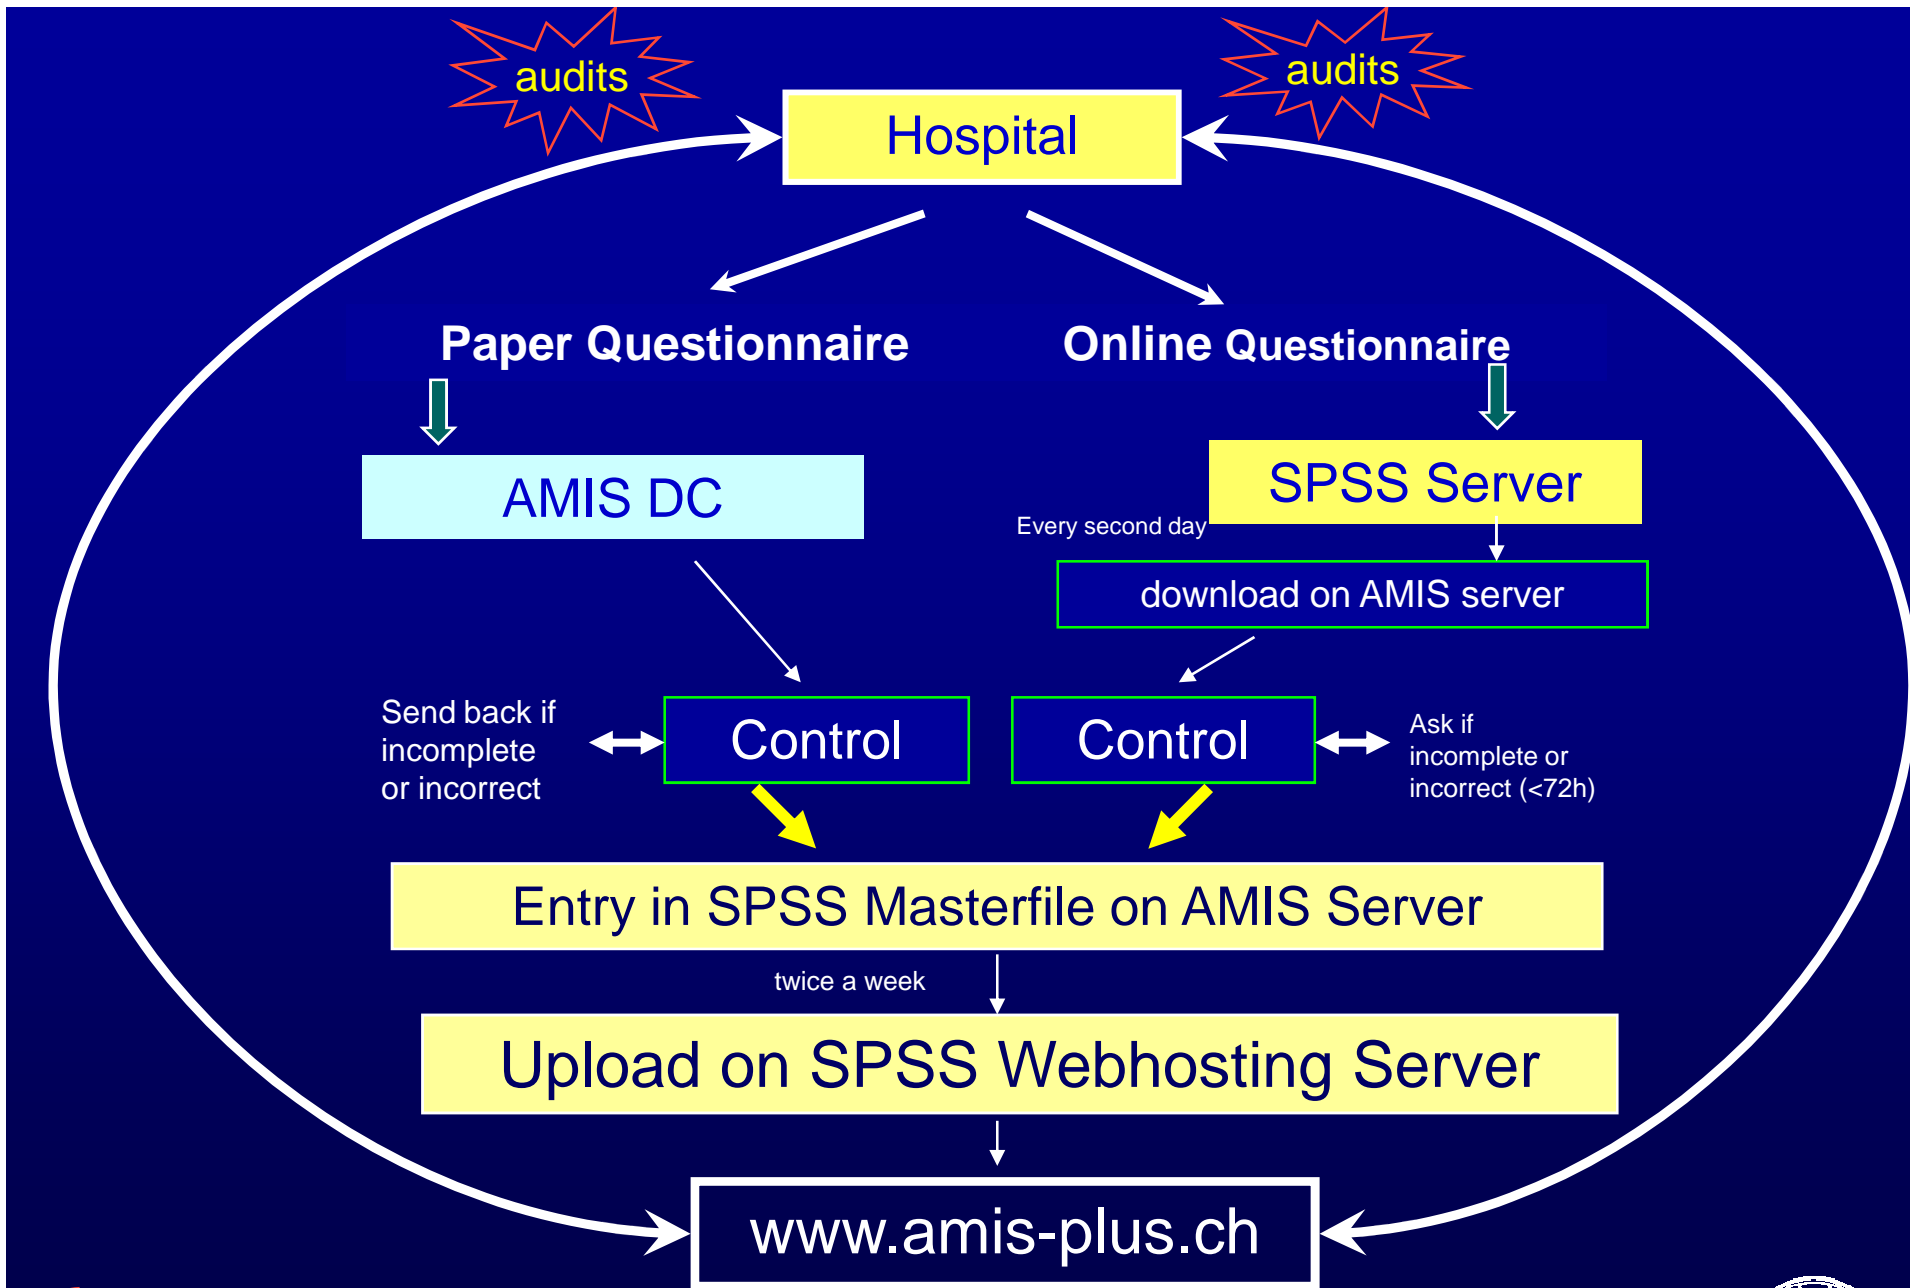 audits
audits
Hospital
Paper Questionnaire
Online Questionnaire
AMIS DC
SPSS Server
Every second day
download on AMIS server
Send back if
incomplete
or incorrect
Control
Control
Ask if
incomplete or
incorrect (<72h)
Entry in SPSS Masterfile on AMIS Server
twice a week
Upload on SPSS Webhosting Server
www.amis-plus.ch